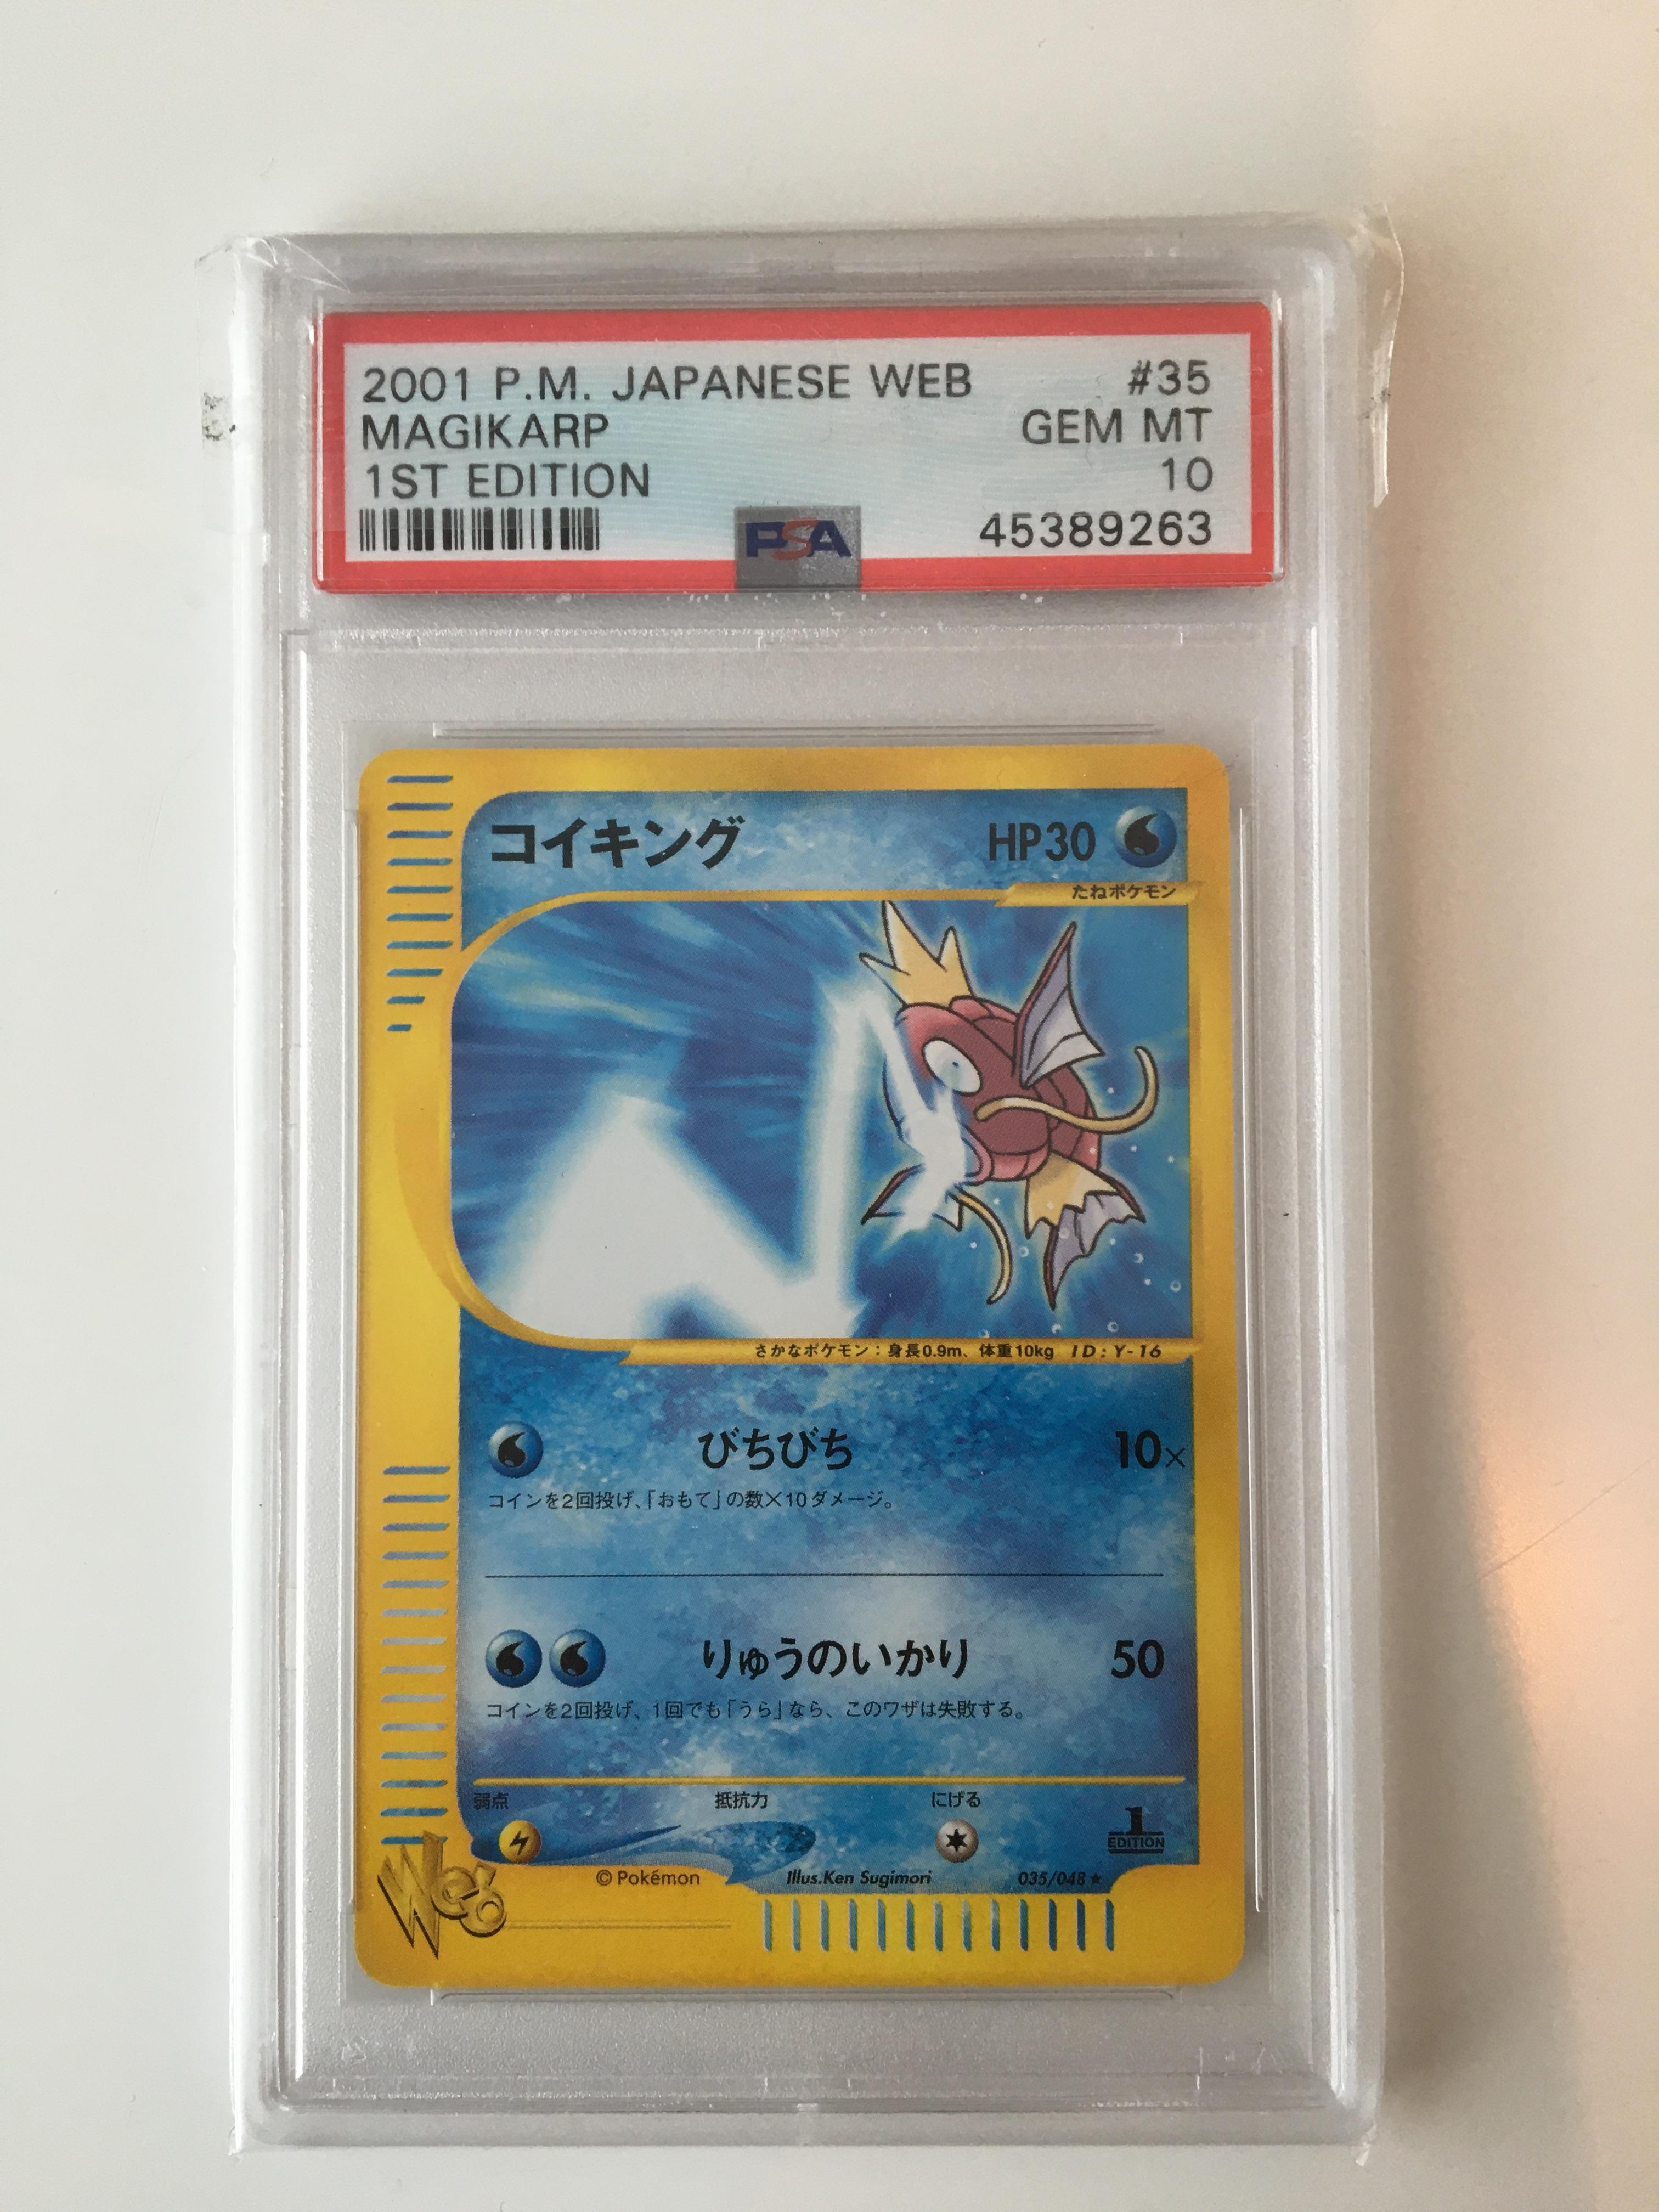 2001 P.M. JAPANESE WEB #35
MAGIKARP GEM MT
1ST EDITION 10
PSA 45389263
コイキング HP30
たねポケモン
さかなポケモン：身長0.9m、体重10kg ID:Y-16
びちびち 10×
コインを2回投げ、「おもて」の数×10ダメージ。
りゅうのいかり 50
コインを2回投げ、1回でも「うら」なら、このワザは失敗する。
弱点 抵抗力 にげる
1 EDITION
Web
©Pokémon Illus.Ken Sugimori 035/048★